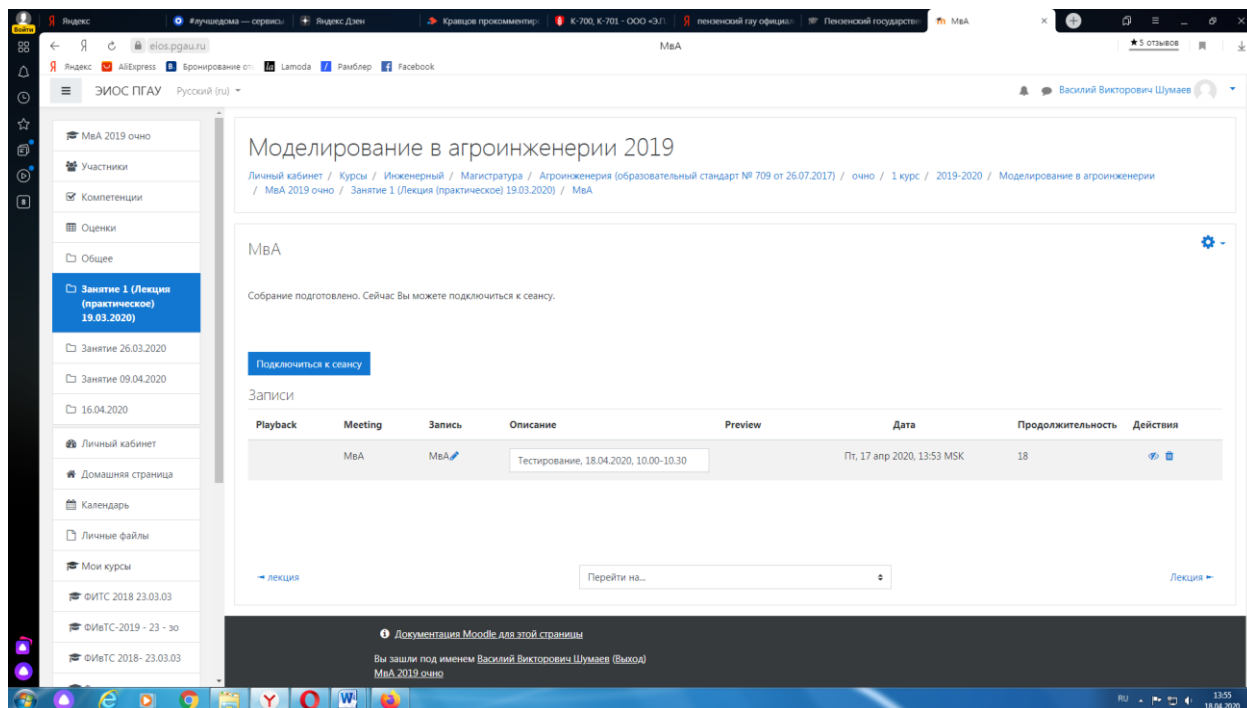 Яндекс
#лучшедома — сервисы
Яндекс.Дзен
Кравцов прокомментир
К-700, К-701 - ООО «Э.П.
пензенский гау официал
Пензенский государстве
МвА
Войти
eios.pgau.ru
МвА
★ 5 отзывов
Яндекс AliExpress Бронирование от Lamoda Рамблер Facebook
ЭИОС ПГАУ Русский (ru)
Василий Викторович Шумаев
МвА 2019 очно
Участники
Компетенции
Оценки
Общее
Занятие 1 (Лекция
(практическое)
19.03.2020)
Занятие 26.03.2020
Занятие 09.04.2020
16.04.2020
Личный кабинет
Домашняя страница
Календарь
Личные файлы
Мои курсы
ФИТС 2018 23.03.03
ФИвТС-2019 - 23 - зо
ФИвТС 2018- 23.03.03
Моделирование в агроинженерии 2019
Личный кабинет / Курсы / Инженерный / Магистратура / Агроинженерия (образовательный стандарт № 709 от 26.07.2017) / очно / 1 курс / 2019-2020 / Моделирование в агроинженерии
/ МвА 2019 очно / Занятие 1 (Лекция (практическое) 19.03.2020) / МвА
МвА
Собрание подготовлено. Сейчас Вы можете подключиться к сеансу.
Подключиться к сеансу
Записи
Playback Meeting Запись Описание Preview Дата Продолжительность Действия
МвА МвА Тестирование, 18.04.2020, 10.00-10.30 Пт, 17 апр 2020, 13:53 MSK 18
◄ лекция
Перейти на...
Лекция ►
Документация Moodle для этой страницы
Вы зашли под именем Василий Викторович Шумаев (Выход)
МвА 2019 очно
RU
13:55
18.04.2020